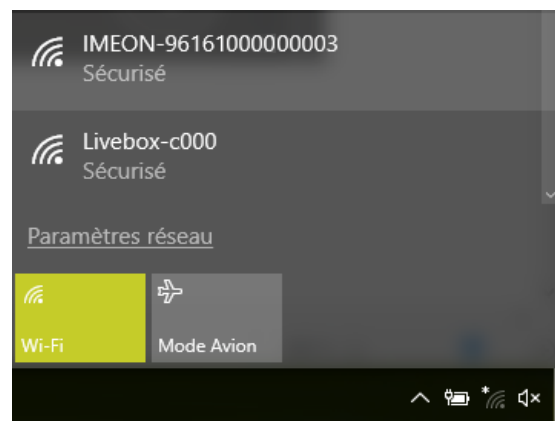 IMEON-96161000000003
Sécurisé
Livebox-c000
Sécurisé
Paramètres réseau
Wi-Fi
Mode Avion